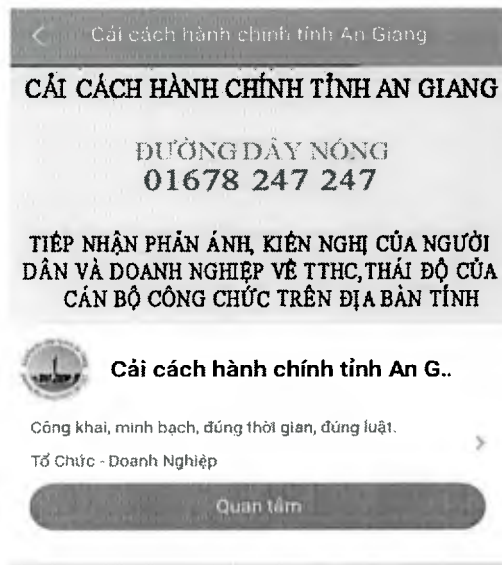 Cải cách hành chính tỉnh An Giang
CẢI CÁCH HÀNH CHÍNH TỈNH AN GIANG
ĐƯỜNG DÂY NÓNG
01678 247 247
TIẾP NHẬN PHẢN ÁNH, KIẾN NGHỊ CỦA NGƯỜI
DÂN VÀ DOANH NGHIỆP VỀ TTHC,THÁI ĐỘ CỦA
CÁN BỘ CÔNG CHỨC TRÊN ĐỊA BÀN TỈNH
Cải cách hành chính tỉnh An G..
Công khai, minh bạch, đúng thời gian, đúng luật.
Tổ Chức - Doanh Nghiệp
Quan tâm